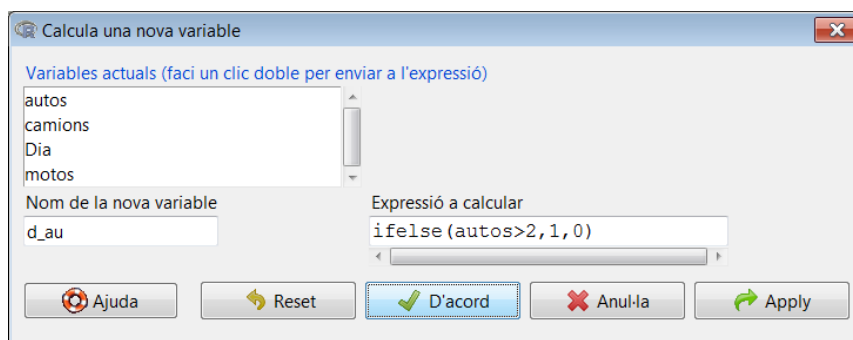 Calcula una nova variable
Variables actuals (faci un clic doble per enviar a l'expressió)
autos
camions
Dia
motos
Nom de la nova variable
Expressió a calcular
d_au
ifelse(autos>2,1,0)
Ajuda
Reset
D'acord
Anul·la
Apply